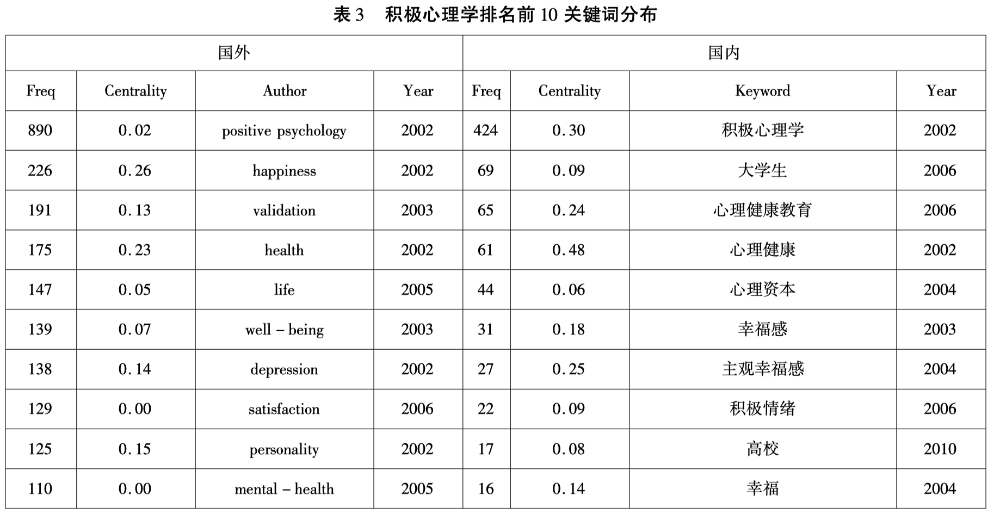 表3 积极心理学排名前10关键词分布
国外 国内
Freq Centrality Author Year Freq Centrality Keyword Year
890 0.02 positive psychology 2002 424 0.30 积极心理学 2002
226 0.26 happiness 2002 69 0.09 大学生 2006
191 0.13 validation 2003 65 0.24 心理健康教育 2006
175 0.23 health 2002 61 0.48 心理健康 2002
147 0.05 life 2005 44 0.06 心理资本 2004
139 0.07 well-being 2003 31 0.18 幸福感 2003
138 0.14 depression 2002 27 0.25 主观幸福感 2004
129 0.00 satisfaction 2006 22 0.09 积极情绪 2006
125 0.15 personality 2002 17 0.08 高校 2010
110 0.00 mental-health 2005 16 0.14 幸福 2004